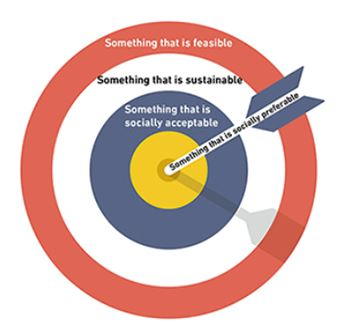 Something that is feasible
Something that is sustainable
Something that is
socially acceptable
Something that is socially preferable